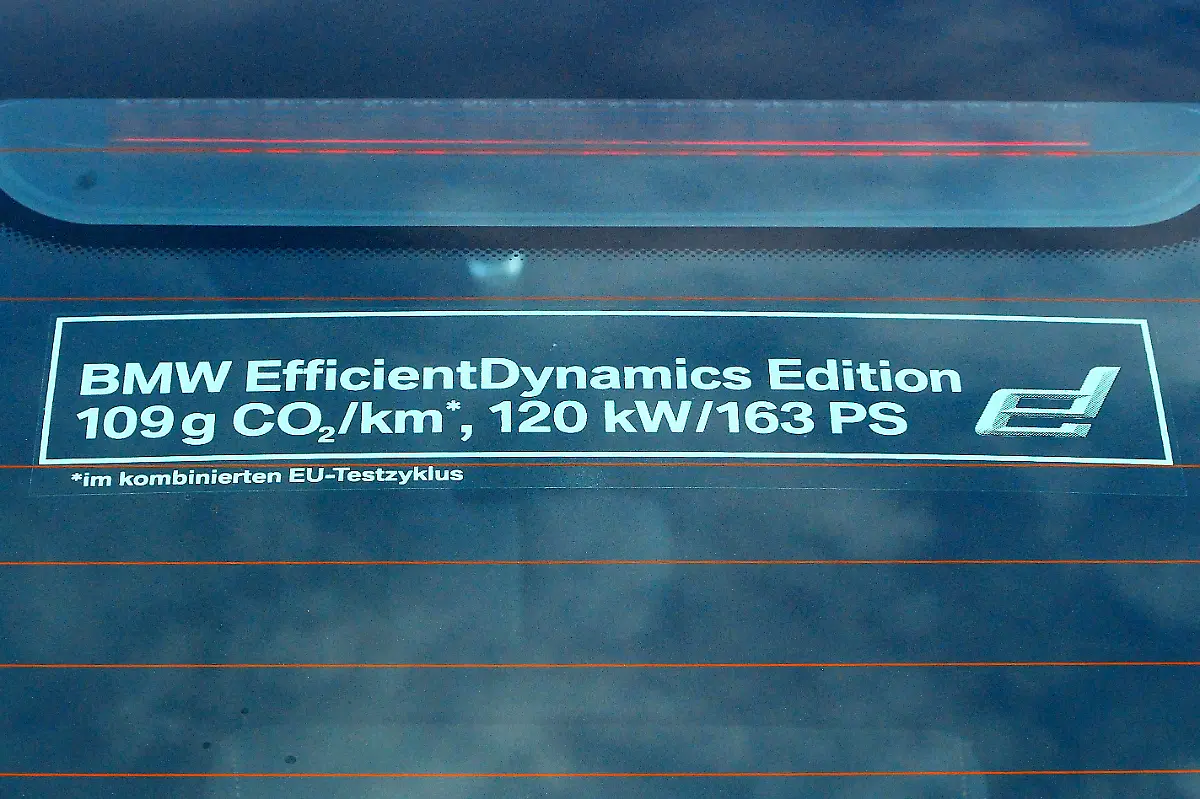 BMW EfficientDynamics Edition
109 g CO₂/km*, 120 kW/163 PS
*im kombinierten EU-Testzyklus